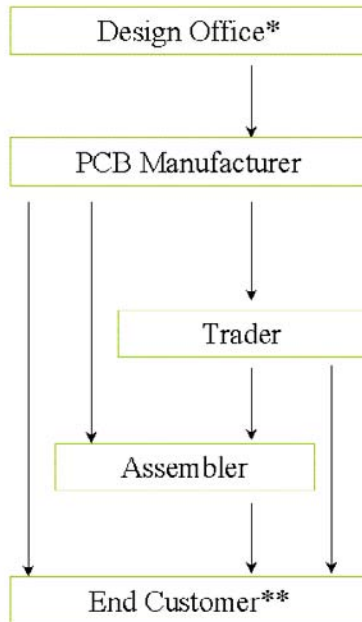 Design Office*
PCB Manufacturer
Trader
Assembler
End Customer**